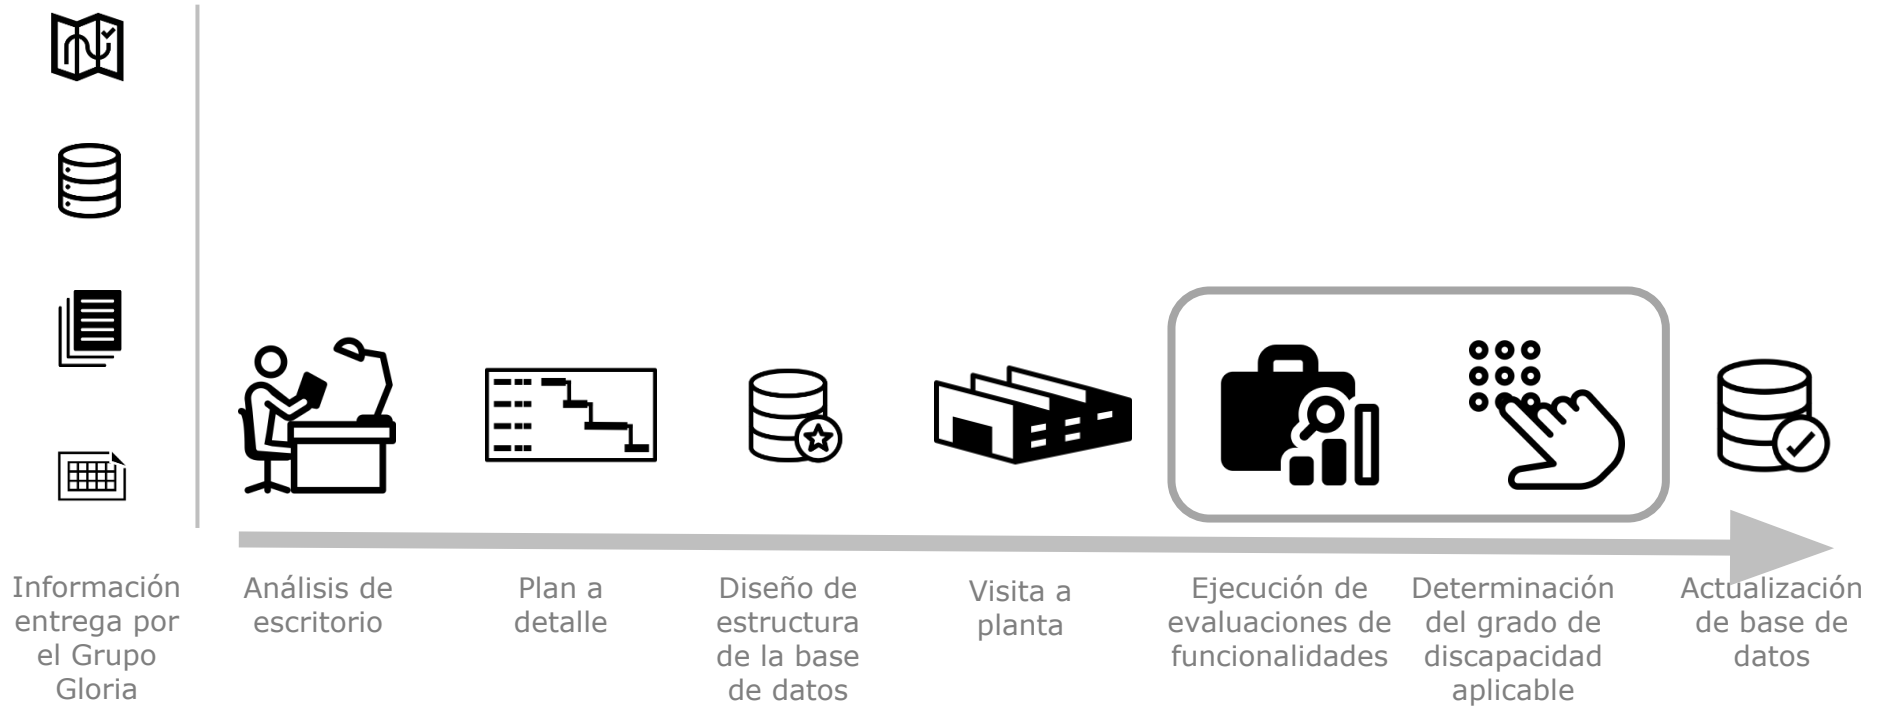 Información
entrega por
el Grupo
Gloria
Análisis de
escritorio
Plan a
detalle
Diseño de
estructura
de la base
de datos
Visita a
planta
Ejecución de
evaluaciones de
funcionalidades
Determinación
del grado de
discapacidad
aplicable
Actualización
de base de
datos